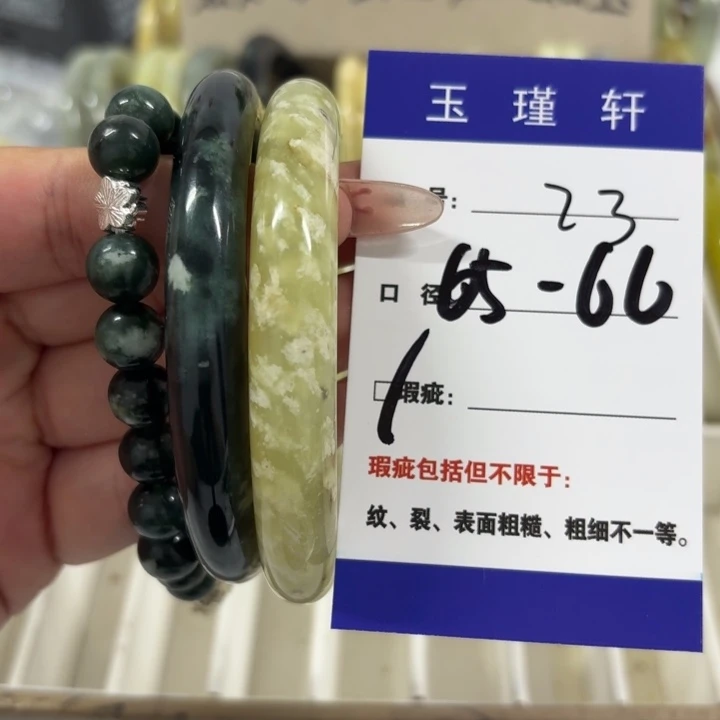 玉瑾轩
号: 23
口径: 65-66
□瑕疵:
瑕疵包括但不限于:
纹、裂、表面粗糙、粗细不一等。